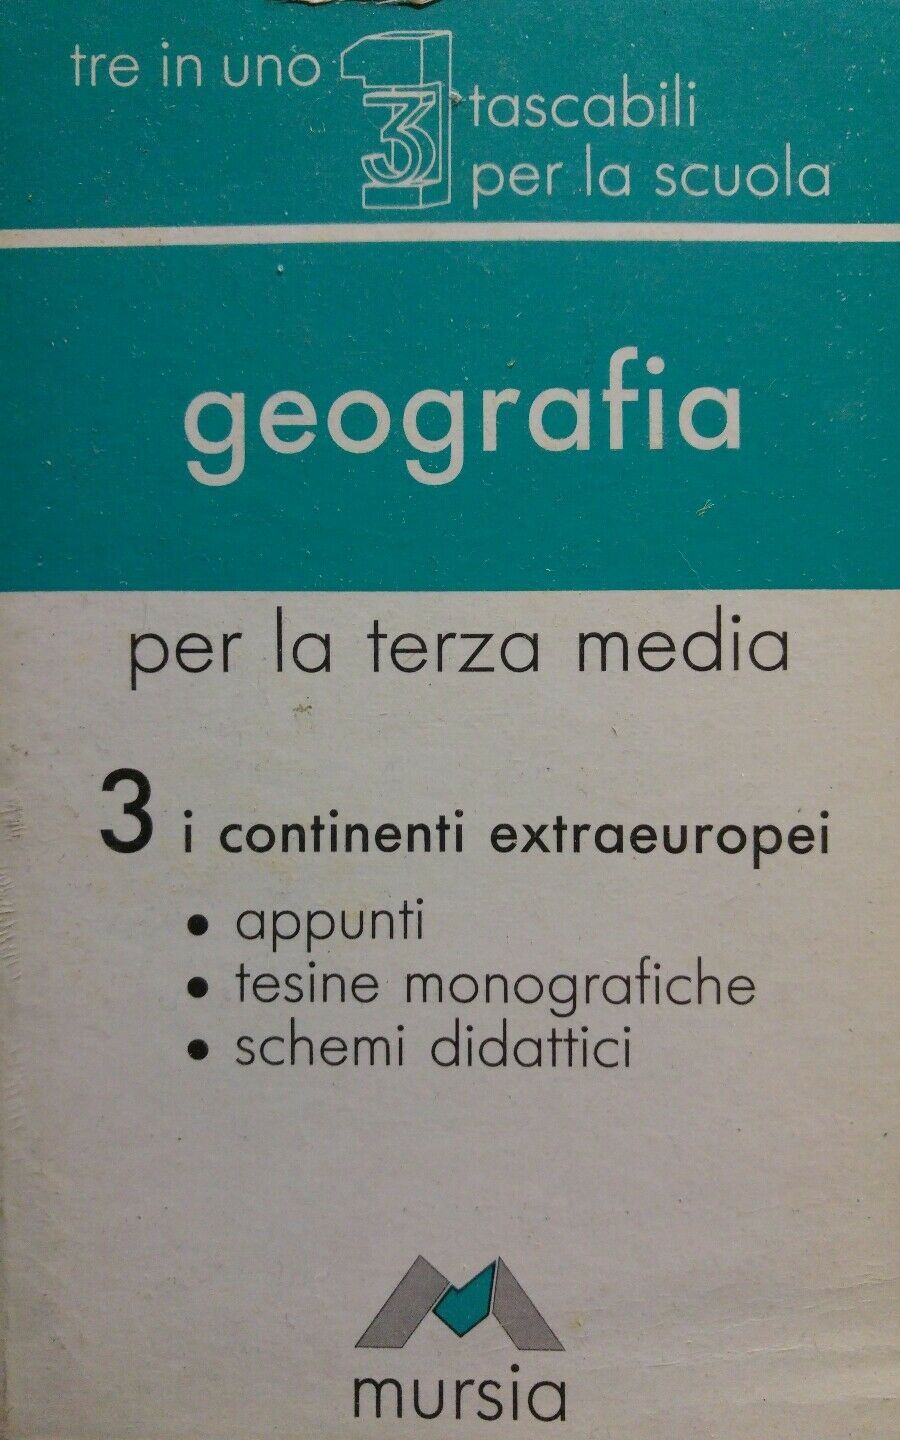 tre in uno
13
tascabili
per la scuola
geografia
per la terza media
3 i continenti extraeuropei
• appunti
• tesine monografiche
• schemi didattici
mursia